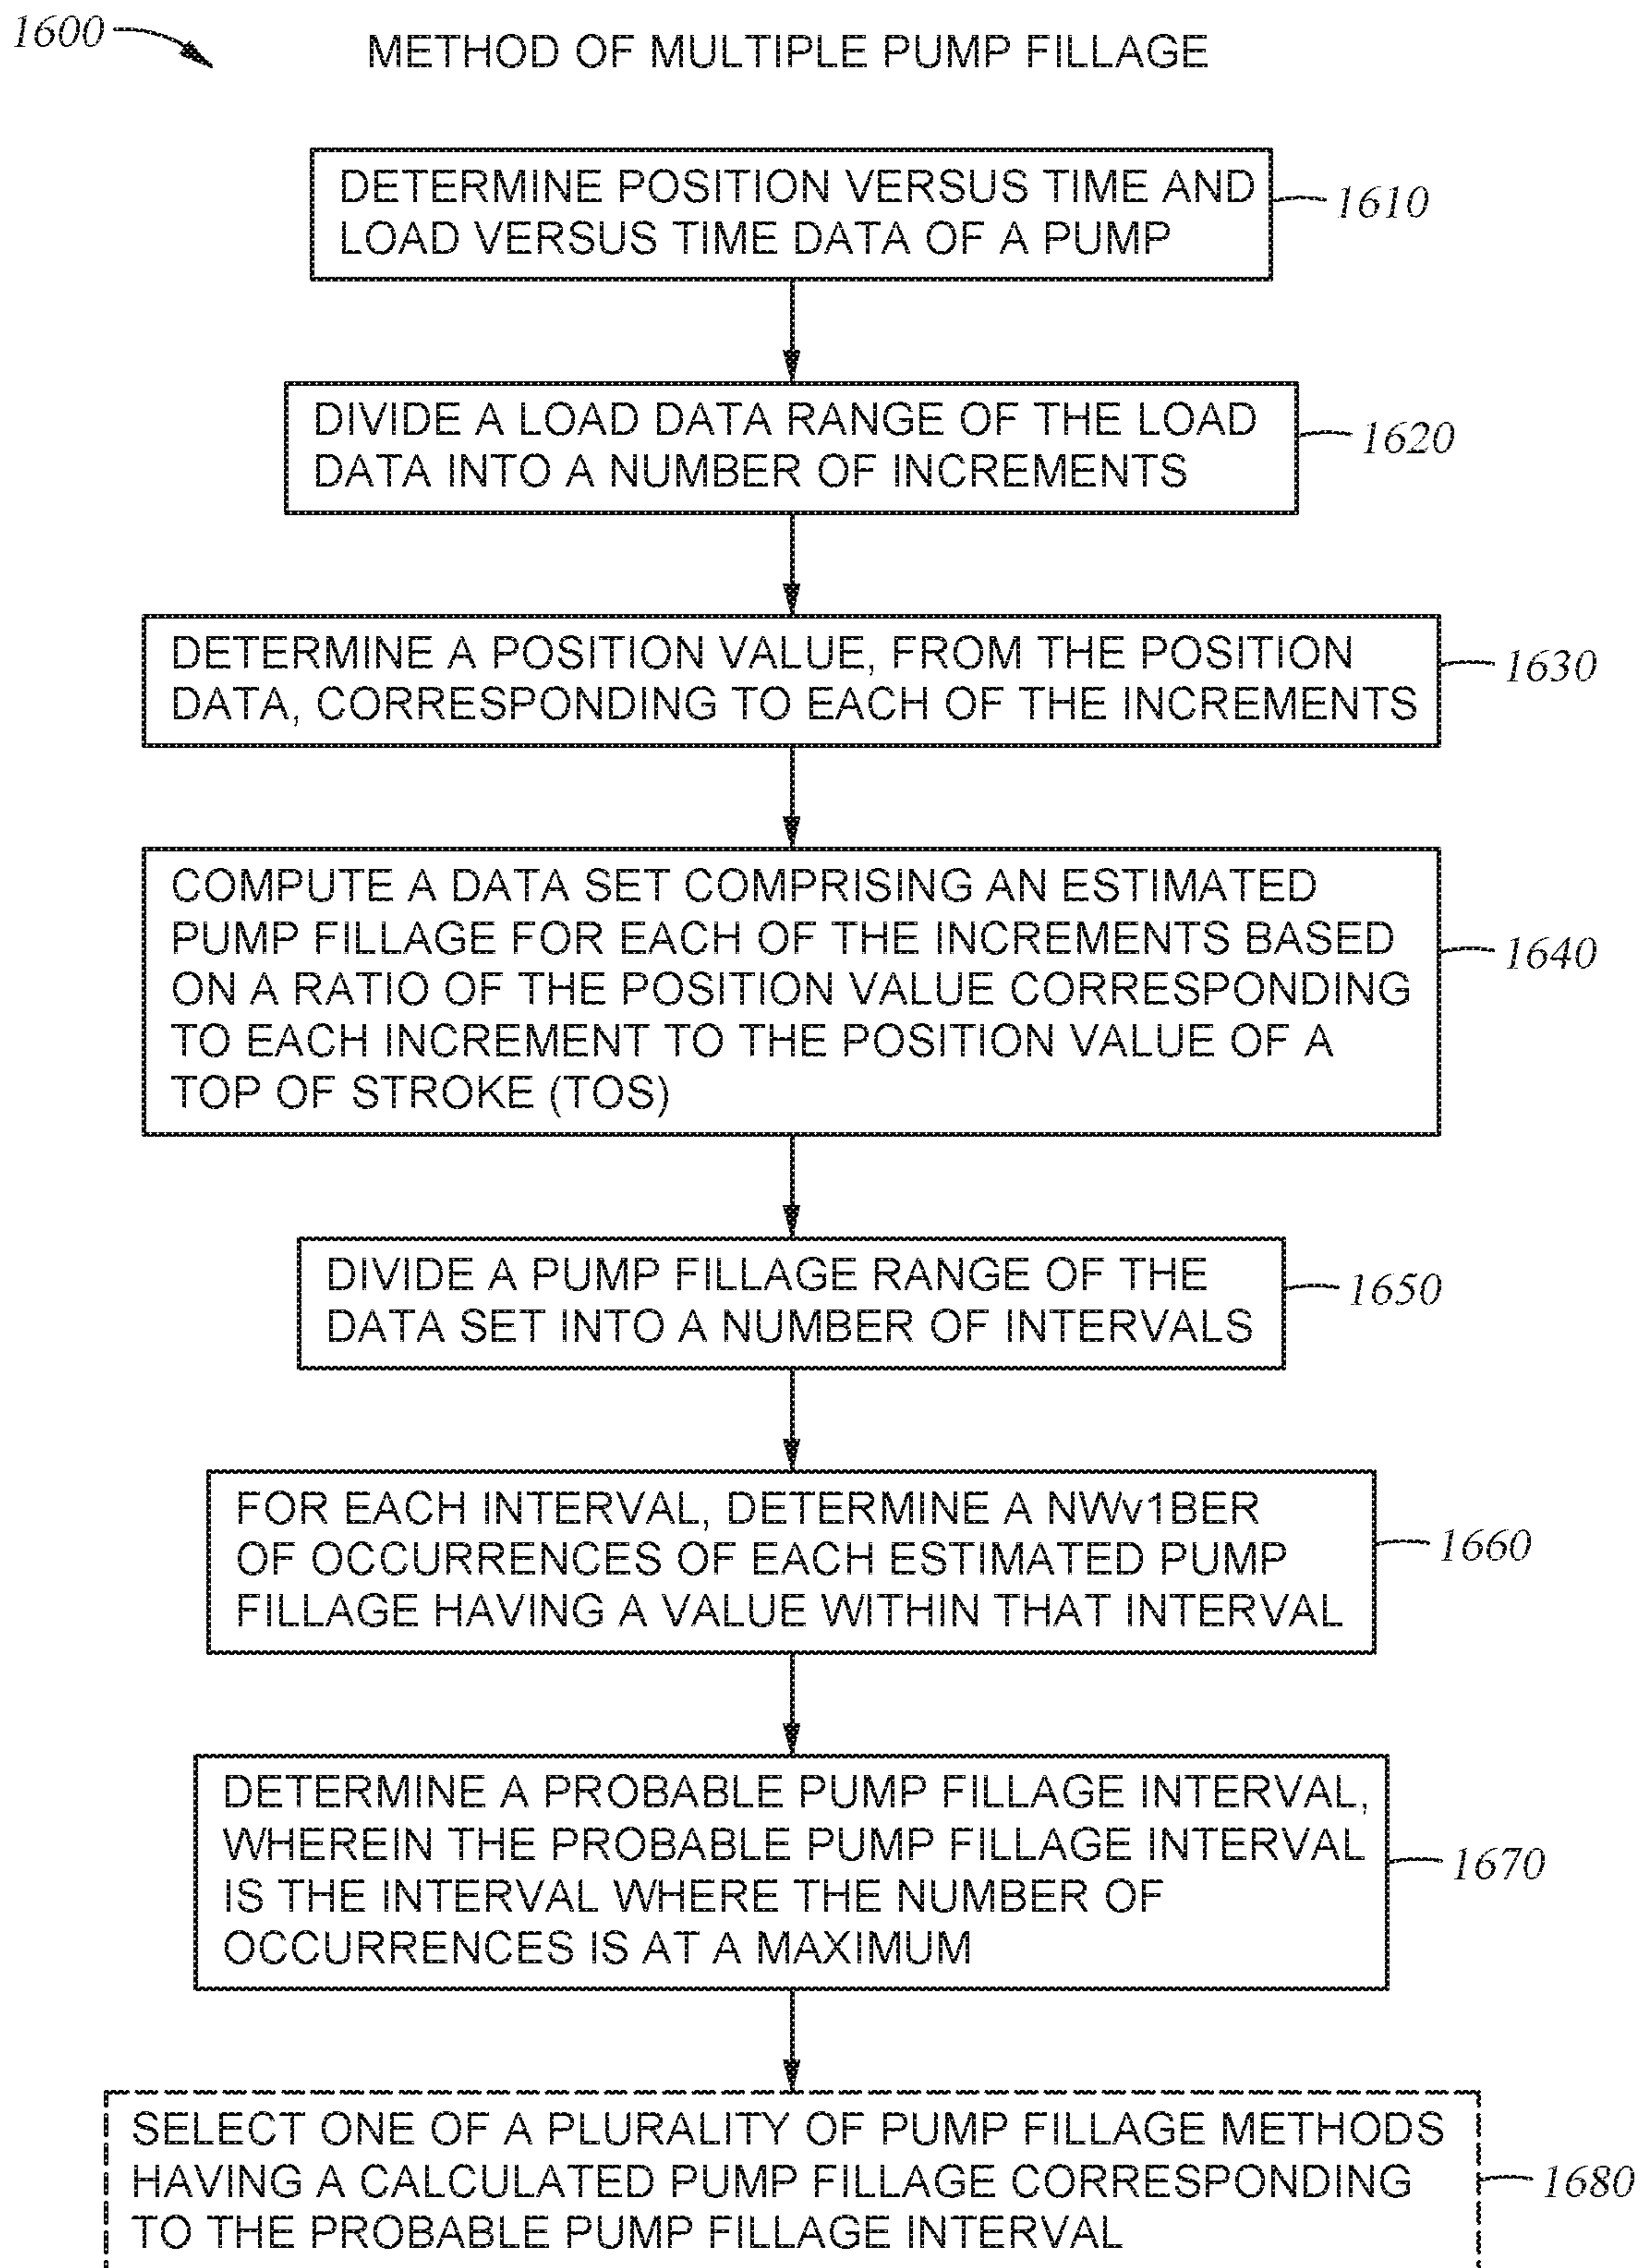 1600
METHOD OF MULTIPLE PUMP FILLAGE
DETERMINE POSITION VERSUS TIME AND
LOAD VERSUS TIME DATA OF A PUMP
1610
DIVIDE A LOAD DATA RANGE OF THE LOAD
DATA INTO A NUMBER OF INCREMENTS
1620
DETERMINE A POSITION VALUE, FROM THE POSITION
DATA, CORRESPONDING TO EACH OF THE INCREMENTS
1630
COMPUTE A DATA SET COMPRISING AN ESTIMATED
PUMP FILLAGE FOR EACH OF THE INCREMENTS BASED
ON A RATIO OF THE POSITION VALUE CORRESPONDING
TO EACH INCREMENT TO THE POSITION VALUE OF A
TOP OF STROKE (TOS)
1640
DIVIDE A PUMP FILLAGE RANGE OF THE
DATA SET INTO A NUMBER OF INTERVALS
1650
FOR EACH INTERVAL, DETERMINE A NWv1BER
OF OCCURRENCES OF EACH ESTIMATED PUMP
FILLAGE HAVING A VALUE WITHIN THAT INTERVAL
1660
DETERMINE A PROBABLE PUMP FILLAGE INTERVAL,
WHEREIN THE PROBABLE PUMP FILLAGE INTERVAL
IS THE INTERVAL WHERE THE NUMBER OF
OCCURRENCES IS AT A MAXIMUM
1670
SELECT ONE OF A PLURALITY OF PUMP FILLAGE METHODS
HAVING A CALCULATED PUMP FILLAGE CORRESPONDING
TO THE PROBABLE PUMP FILLAGE INTERVAL
1680